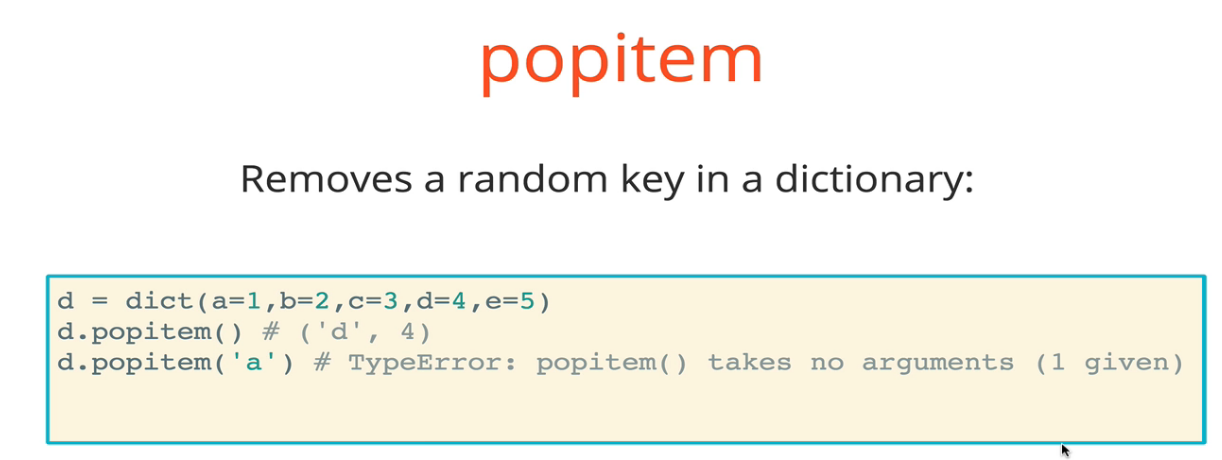 popitem
Removes a random key in a dictionary:
d = dict(a=1,b=2,c=3,d=4,e=5)
d.popitem() # ('d', 4)
d.popitem('a') # TypeError: popitem() takes no arguments (1 given)